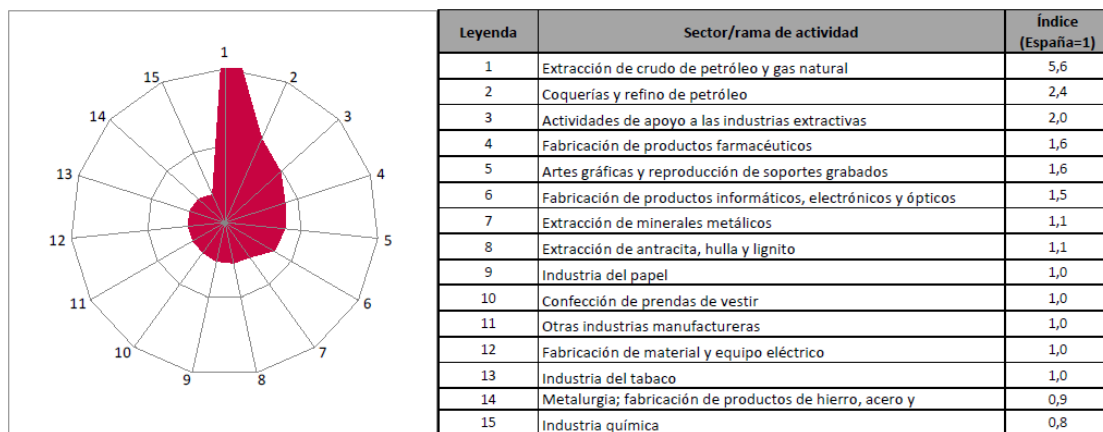 1
2
3
4
5
6
7
8
9
10
11
12
13
14
15
Leyenda Sector/rama de actividad Índice (España=1)
1 Extracción de crudo de petróleo y gas natural 5,6
2 Coquerías y refino de petróleo 2,4
3 Actividades de apoyo a las industrias extractivas 2,0
4 Fabricación de productos farmacéuticos 1,6
5 Artes gráficas y reproducción de soportes grabados 1,6
6 Fabricación de productos informáticos, electrónicos y ópticos 1,5
7 Extracción de minerales metálicos 1,1
8 Extracción de antracita, hulla y lignito 1,1
9 Industria del papel 1,0
10 Confección de prendas de vestir 1,0
11 Otras industrias manufactureras 1,0
12 Fabricación de material y equipo eléctrico 1,0
13 Industria del tabaco 1,0
14 Metalurgia; fabricación de productos de hierro, acero y 0,9
15 Industria química 0,8